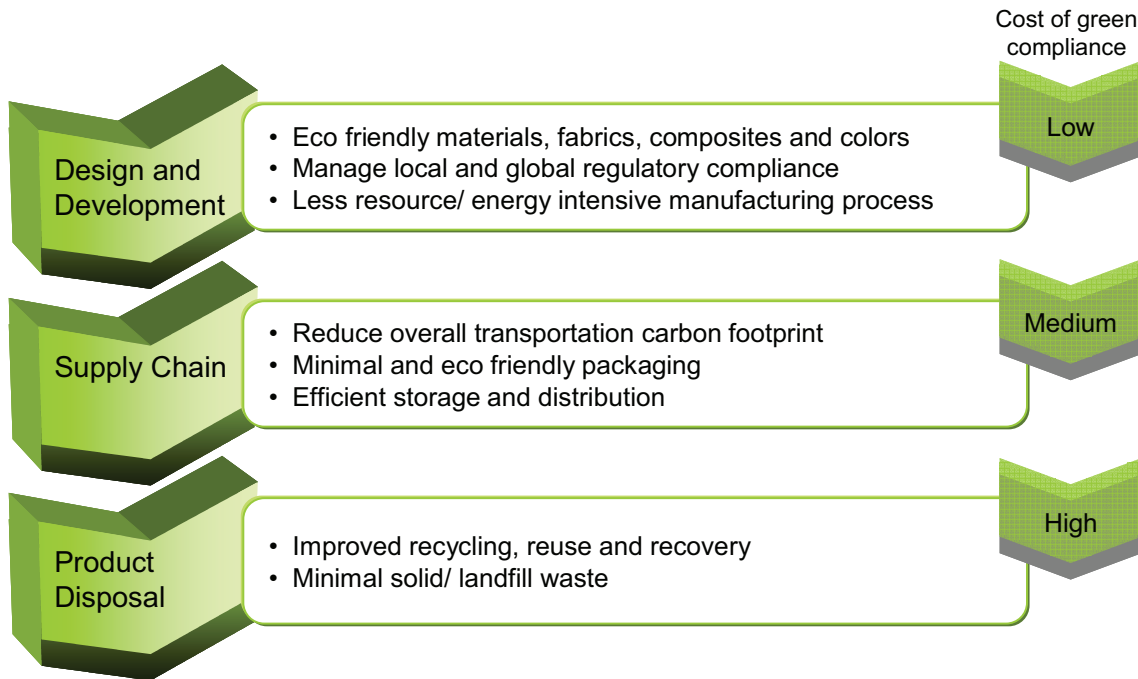 Cost of green
compliance
Design and
Development
• Eco friendly materials, fabrics, composites and colors
• Manage local and global regulatory compliance
• Less resource/ energy intensive manufacturing process
Low
Supply Chain
• Reduce overall transportation carbon footprint
• Minimal and eco friendly packaging
• Efficient storage and distribution
Medium
Product
Disposal
• Improved recycling, reuse and recovery
• Minimal solid/ landfill waste
High